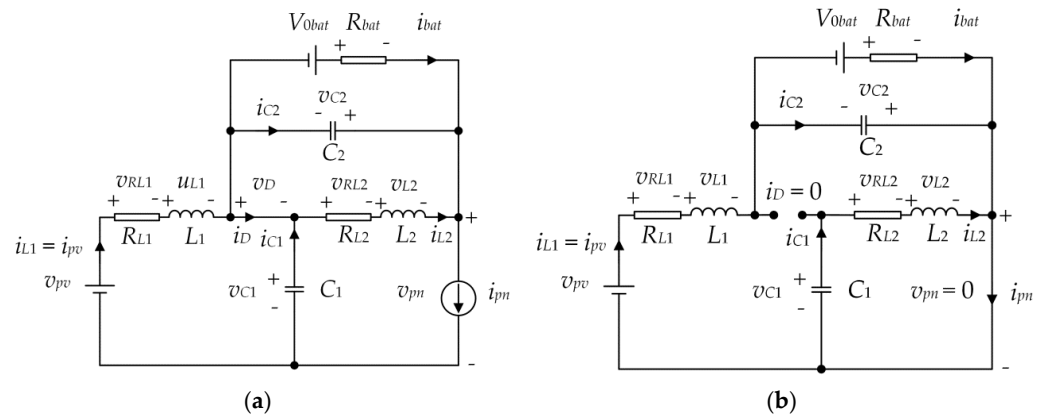 V0bat Rbat ibat
+ -
iC2 vC2
- +
C2
vRL1 uL1 vD vRL2 vL2
+ - + - + - + - + - +
RL1 L1 iD iC1 RL2 L2 iL2
iL1 = ipv
vpv vC1 + - C1 vpn ipn
-
(a)
V0bat Rbat ibat
+ -
iC2 vC2
- +
C2
vRL1 vL1 iD = 0 vRL2 vL2
+ - + - + - + - +
RL1 L1 iC1 RL2 L2 iL2
iL1 = ipv
vpv vC1 + - C1 vpn = 0 ipn
-
(b)